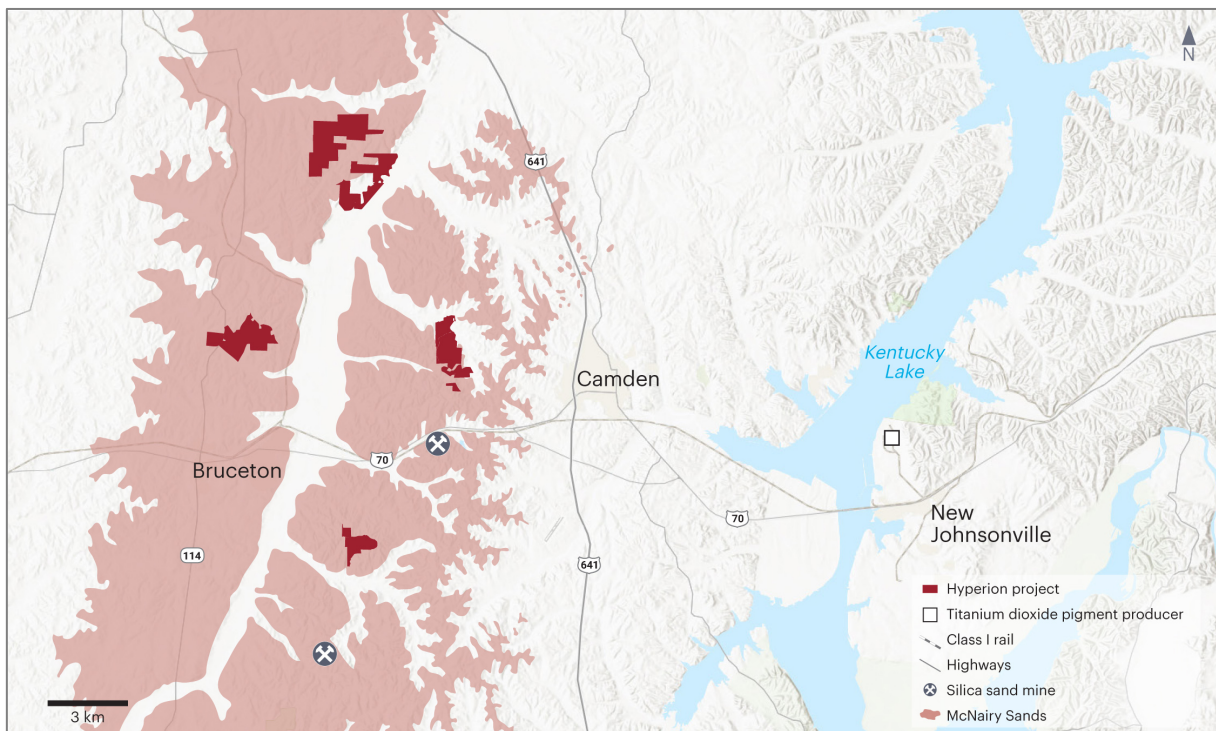 N
641
Kentucky
Lake
Camden
70
Bruceton
70
New
Johnsonville
114
641
Hyperion project
Titanium dioxide pigment producer
Class I rail
Highways
Silica sand mine
McNairy Sands
3 km